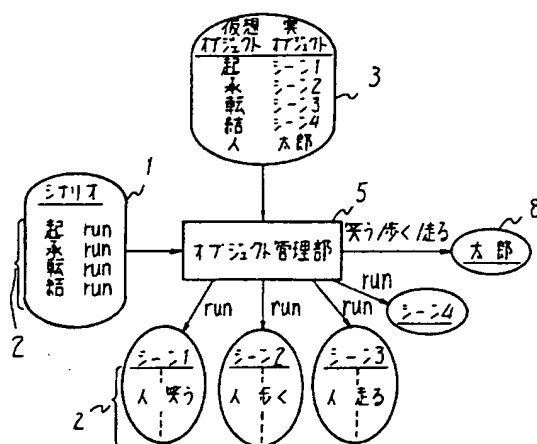 仮想 実
オブジェクト オブジェクト
起 シーン1
承 シーン2
転 シーン3
結 シーン4
人 太郎
3
1
シナリオ
起 run
承 run
転 run
結 run
2
5
オブジェクト管理部
笑う/歩く/走る
8
太郎
run
シーン4
run
run
run
シーン1
人 笑う
シーン2
人 歩く
シーン3
人 走る
2